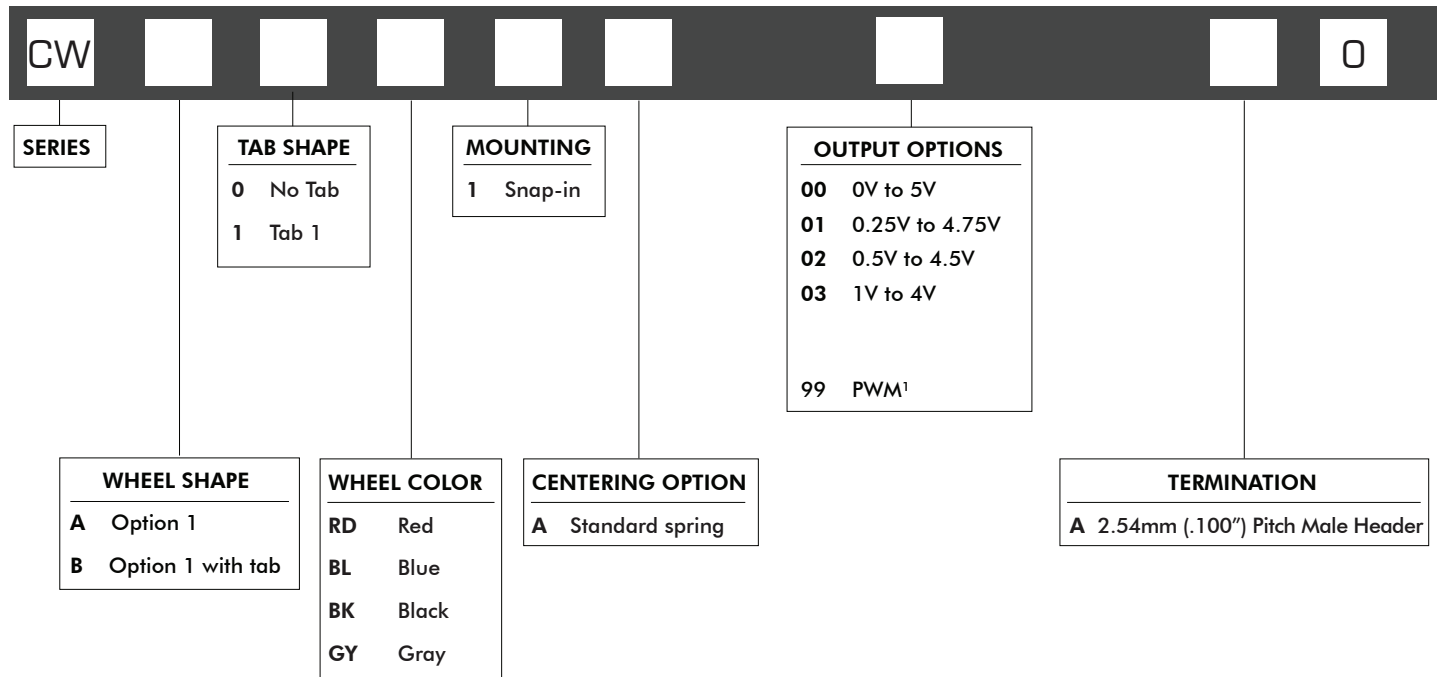 CW
0
SERIES
TAB SHAPE
0 No Tab
1 Tab 1
MOUNTING
1 Snap-in
OUTPUT OPTIONS
00 0V to 5V
01 0.25V to 4.75V
02 0.5V to 4.5V
03 1V to 4V
99 PWM¹
WHEEL SHAPE
A Option 1
B Option 1 with tab
WHEEL COLOR
RD Red
BL Blue
BK Black
GY Gray
CENTERING OPTION
A Standard spring
TERMINATION
A 2.54mm (.100”) Pitch Male Header